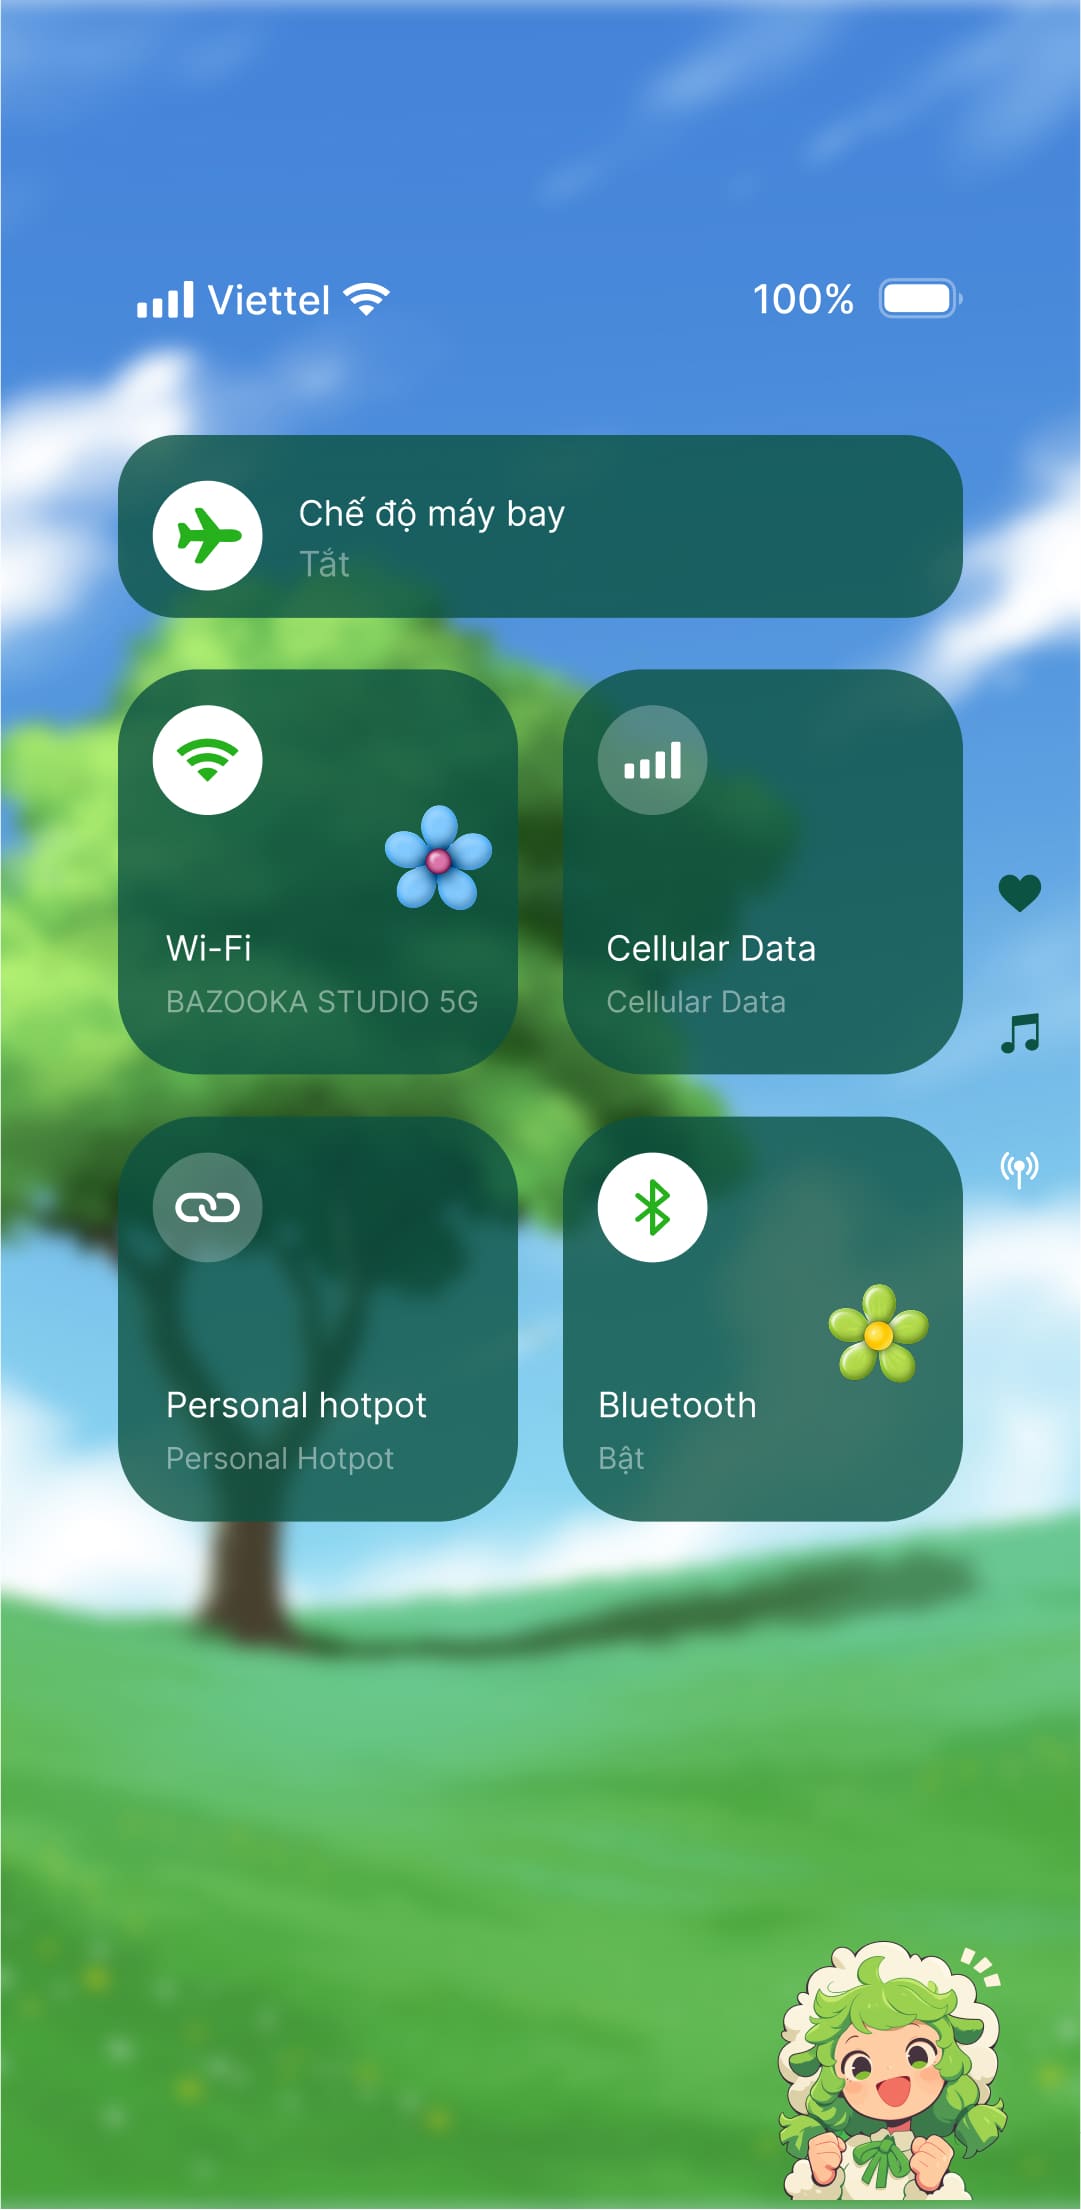 Viettel 100%
Chế độ máy bay
Tắt
Wi-Fi
BAZOOKA STUDIO 5G
Cellular Data
Cellular Data
Personal hotpot
Personal Hotpot
Bluetooth
Bật